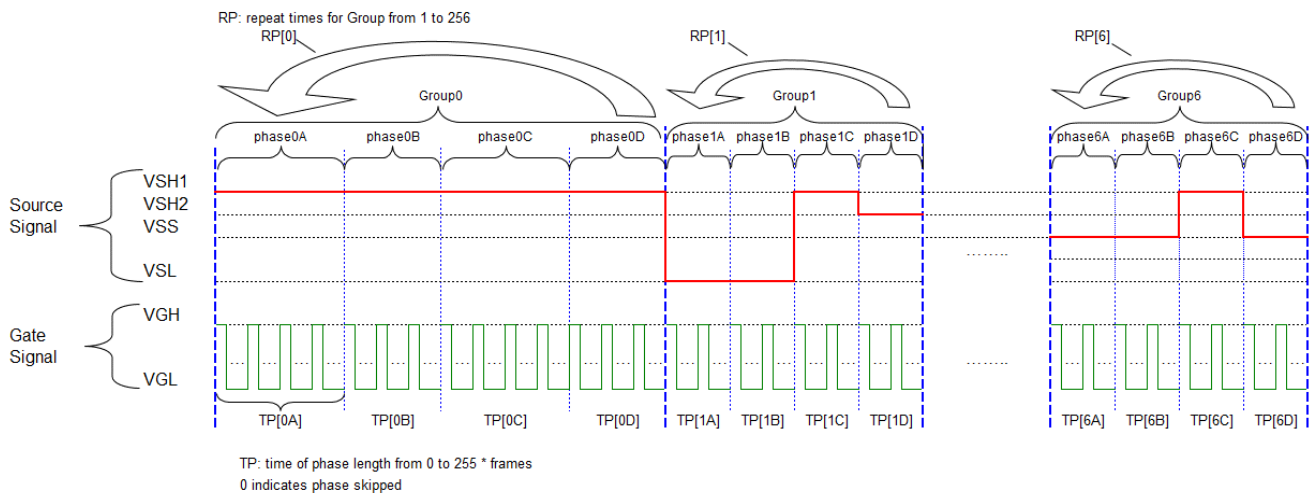 RP: repeat times for Group from 1 to 256
RP[0] RP[1] RP[6]
Group0 Group1 Group6
phase0A phase0B phase0C phase0D phase1A phase1B phase1C phase1D phase6A phase6B phase6C phase6D
Source
Signal
VSH1
VSH2
VSS
VSL
Gate
Signal
VGH
VGL
TP[0A] TP[0B] TP[0C] TP[0D] TP[1A] TP[1B] TP[1C] TP[1D] TP[6A] TP[6B] TP[6C] TP[6D]
TP: time of phase length from 0 to 255 * frames
0 indicates phase skipped